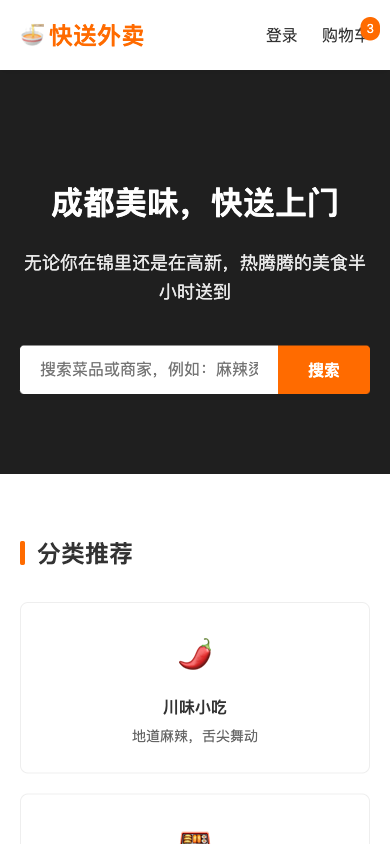 快送外卖
登录
购物车
3
成都美味，快送上门
无论你在锦里还是在高新，热腾腾的美食半
小时送到
搜索菜品或商家，例如：麻辣烫
搜索
分类推荐
川味小吃
地道麻辣，舌尖舞动